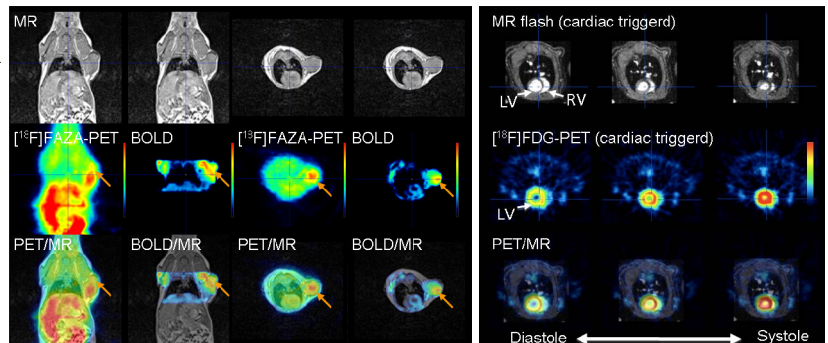 MR
[¹⁸F]FAZA-PET BOLD [¹⁸F]FAZA-PET BOLD
PET/MR BOLD/MR PET/MR BOLD/MR
MR flash (cardiac triggerd)
LV RV
[¹⁸F]FDG-PET (cardiac triggerd)
LV
PET/MR
Diastole Systole